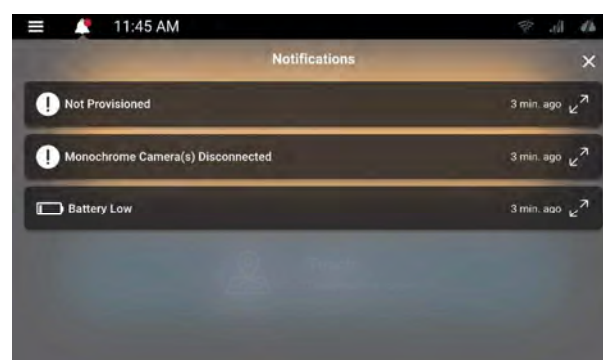 11:45 AM
Notifications
Not Provisioned 3 min. ago
Monochrome Camera(s) Disconnected 3 min. ago
Battery Low 3 min. ago